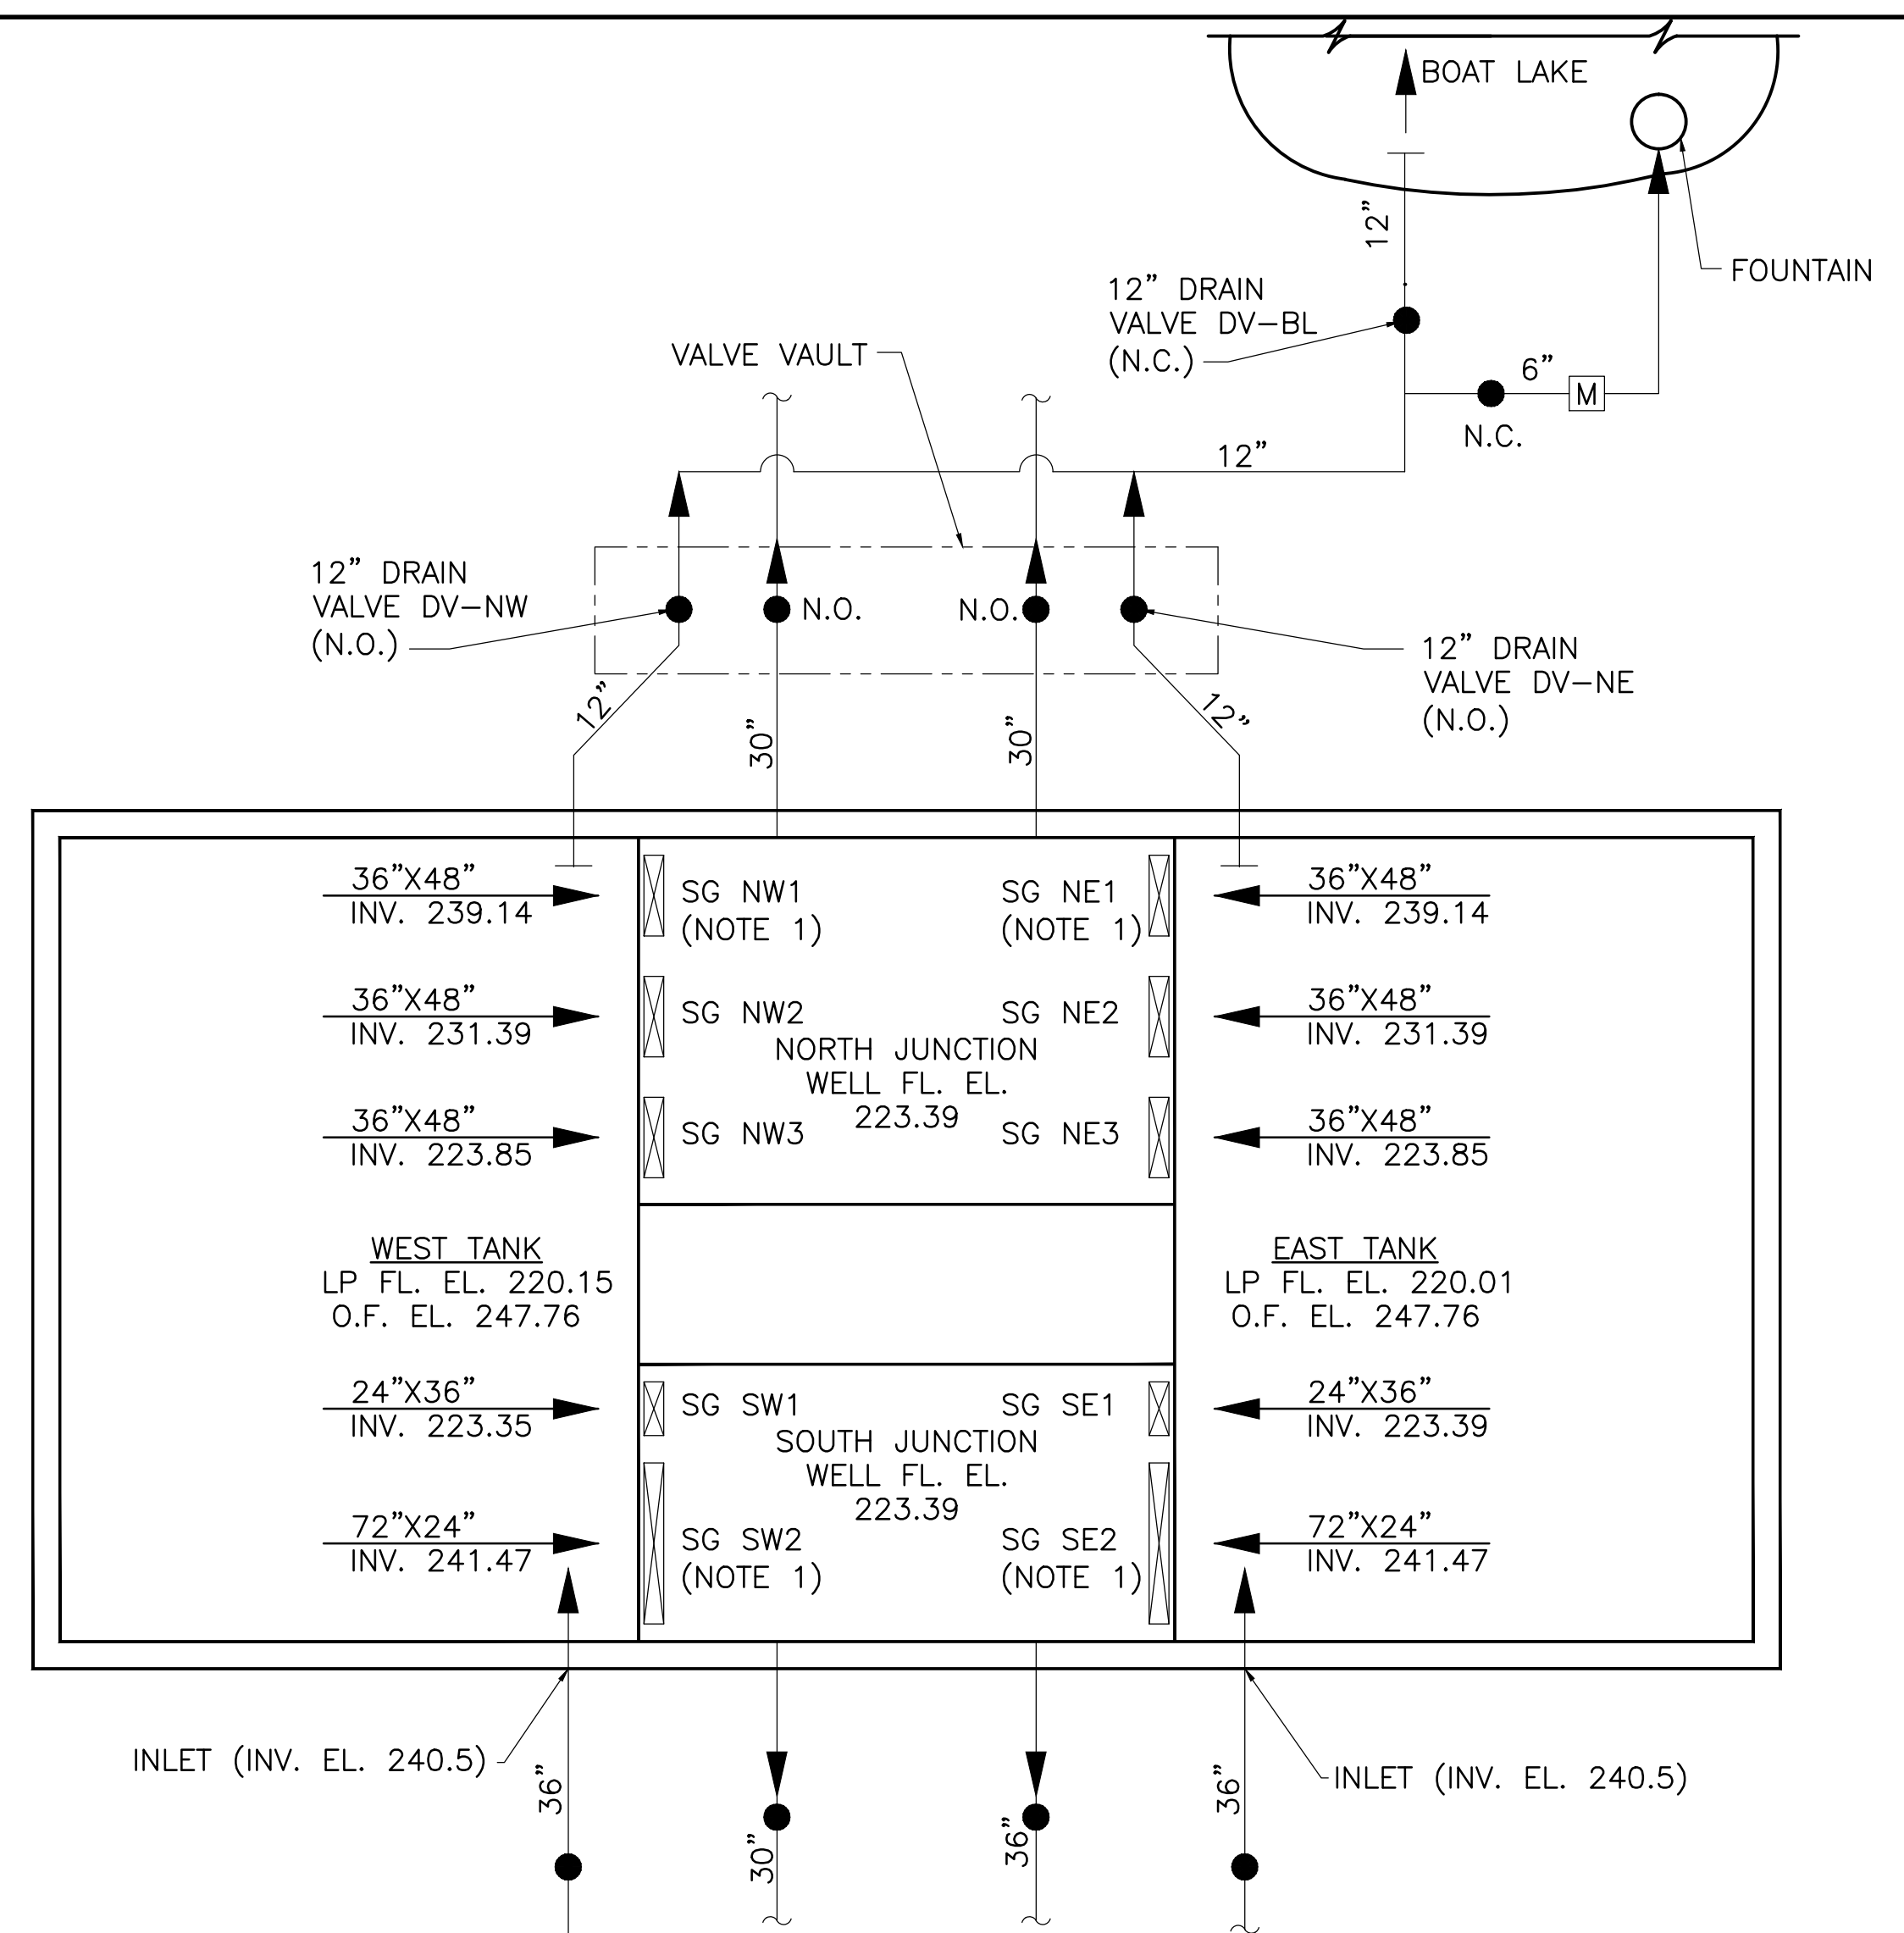 BOAT LAKE
12"
FOUNTAIN
12" DRAIN
VALVE DV-BL
(N.C.)
VALVE VAULT
6"
M
N.C.
12"
12" DRAIN
VALVE DV-NW
(N.O.)
N.O.
N.O.
12" DRAIN
VALVE DV-NE
(N.O.)
12"
30"
30"
12"
36"X48"
INV. 239.14
SG NW1
(NOTE 1)
SG NE1
(NOTE 1)
36"X48"
INV. 239.14
36"X48"
INV. 231.39
SG NW2
SG NE2
36"X48"
INV. 231.39
NORTH JUNCTION
WELL FL. EL.
223.39
36"X48"
INV. 223.85
SG NW3
SG NE3
36"X48"
INV. 223.85
WEST TANK
LP FL. EL. 220.15
O.F. EL. 247.76
EAST TANK
LP FL. EL. 220.01
O.F. EL. 247.76
24"X36"
INV. 223.35
SG SW1
SG SE1
24"X36"
INV. 223.39
SOUTH JUNCTION
WELL FL. EL.
223.39
72"X24"
INV. 241.47
SG SW2
(NOTE 1)
SG SE2
(NOTE 1)
72"X24"
INV. 241.47
INLET (INV. EL. 240.5)
36"
30"
36"
36"
INLET (INV. EL. 240.5)